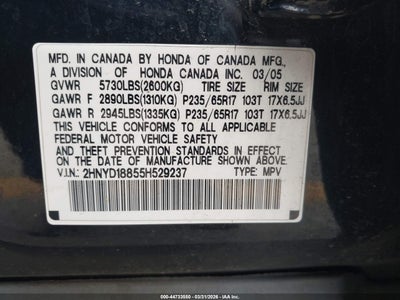 MFD. IN CANADA BY HONDA OF CANADA MFG.,
A DIVISION OF HONDA CANADA INC. 03/05
GVWR 5730LBS(2600KG) TIRE SIZE RIM SIZE
GAWR F 2890LBS(1310KG) P235/65R17 103T 17X6.5JJ
GAWR R 2945LBS(1335KG) P235/65R17 103T 17X6.5JJ
THIS VEHICLE CONFORMS TO ALL APPLICABLE
FEDERAL MOTOR VEHICLE SAFETY
AND THEFT PREVENTION STANDARDS IN EFFECT
ON THE DATE OF MANUFACTURE SHOWN ABOVE.
V.I.N.: 2HNYD18855H529237 TYPE: MPV
000-44733050 - 03/31/2026 - IAAI.COM